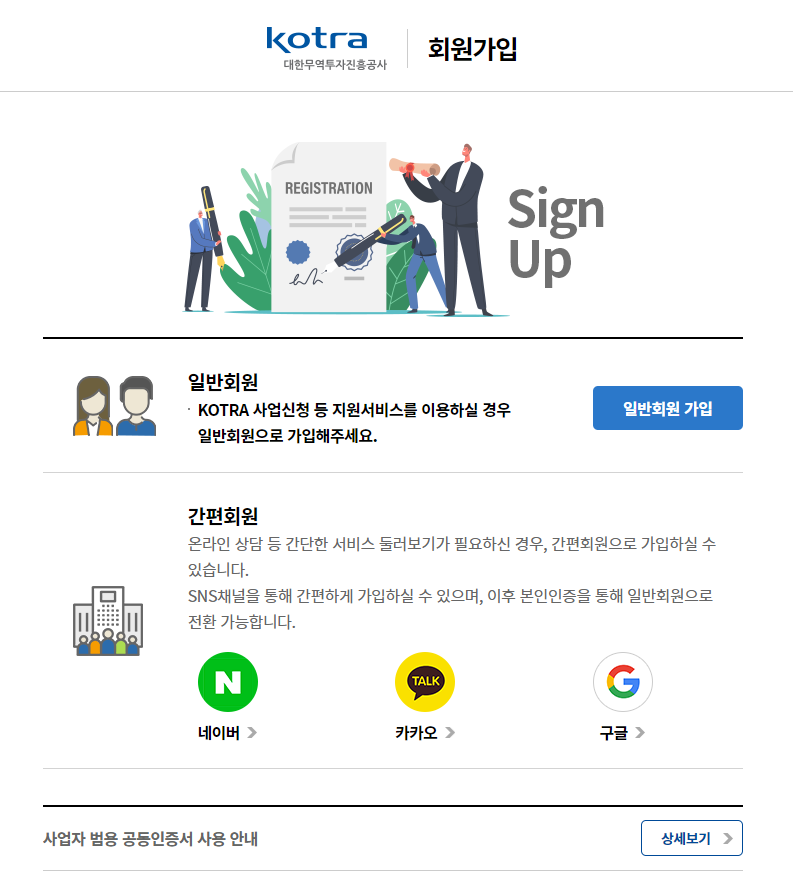 kotra
대한무역투자진흥공사
회원가입
REGISTRATION
Sign
Up
일반회원
· KOTRA 사업신청 등 지원서비스를 이용하실 경우
일반회원으로 가입해주세요.
일반회원 가입
간편회원
온라인 상담 등 간단한 서비스 둘러보기가 필요하신 경우, 간편회원으로 가입하실 수
있습니다.
SNS채널을 통해 간편하게 가입하실 수 있으며, 이후 본인인증을 통해 일반회원으로
전환 가능합니다.
N
TALK
G
네이버
카카오
구글
사업자 범용 공동인증서 사용 안내
상세보기